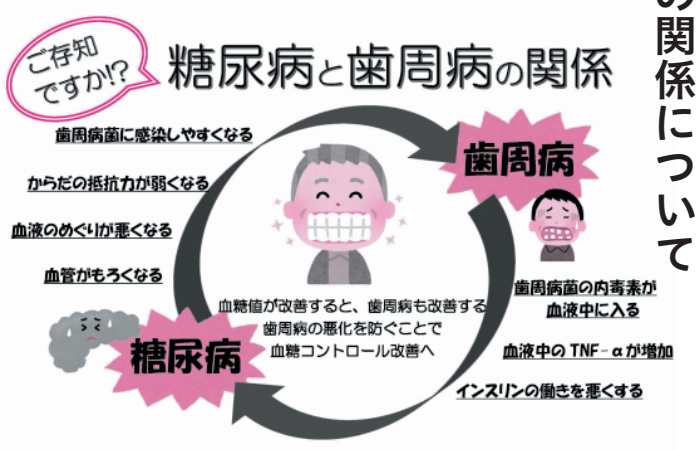 の関係について
ご存知
ですか!?
糖尿病と歯周病の関係
歯周病菌に感染しやすくなる
からだの抵抗力が弱くなる
血液のめぐりが悪くなる
血管がもろくなる
歯周病
糖尿病
血糖値が改善すると、歯周病も改善する
歯周病の悪化を防ぐことで
血糖コントロール改善へ
歯周病菌の内毒素が
血液中に入る
血液中の TNF-αが増加
インスリンの働きを悪くする